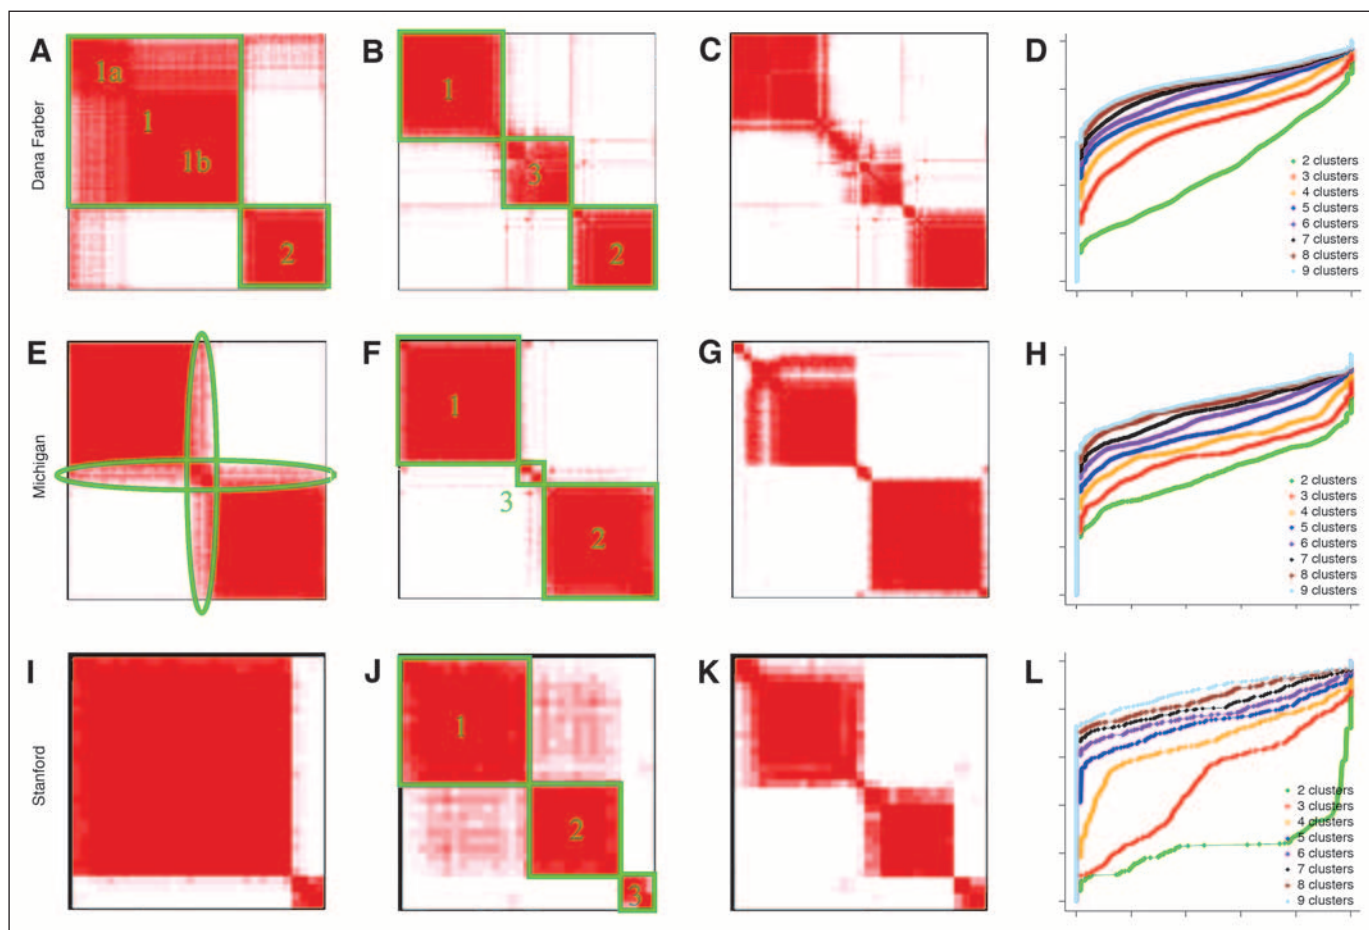 A
B
C
D
1a
1
1b
2
1
3
2
Dana Farber
2 clusters
3 clusters
4 clusters
5 clusters
6 clusters
7 clusters
8 clusters
9 clusters
E
F
G
H
1
3
2
Michigan
2 clusters
3 clusters
4 clusters
5 clusters
6 clusters
7 clusters
8 clusters
9 clusters
I
J
K
L
1
2
3
Stanford
2 clusters
3 clusters
4 clusters
5 clusters
6 clusters
7 clusters
8 clusters
9 clusters